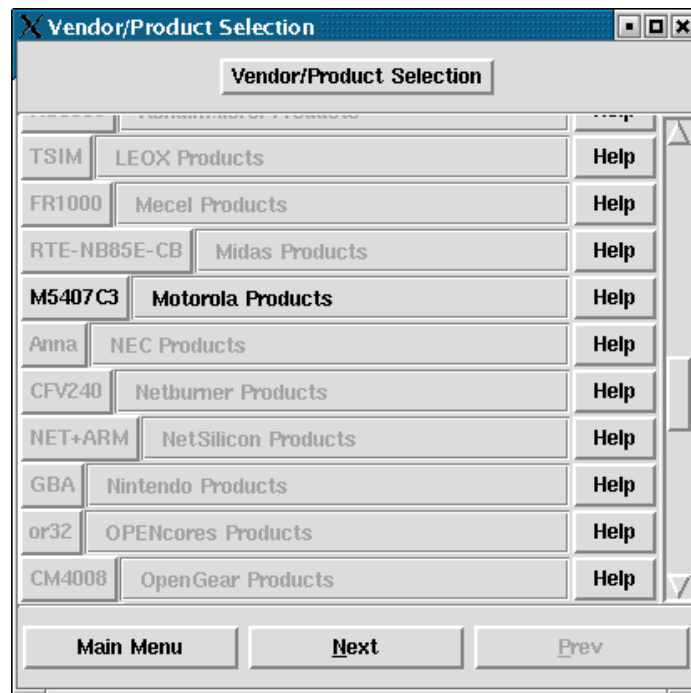 Vendor/Product Selection
Vendor/Product Selection
TSIM LEOX Products Help
FR1000 Mecel Products Help
RTE-NB85E-CB Midas Products Help
M5407C3 Motorola Products Help
Anna NEC Products Help
CFV240 Netburner Products Help
NET+ARM NetSilicon Products Help
GBA Nintendo Products Help
or32 OPENcores Products Help
CM4008 OpenGear Products Help
Main Menu Next Prev